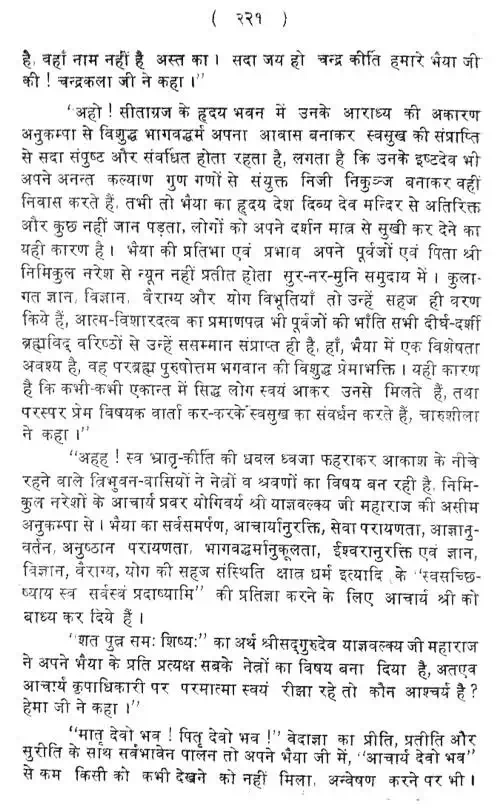 ( २२१ )
है, वहाँ नाम नहीं है अस्त का। सदा जय हो चन्द्र कीर्ति हमारे भैया जी
की ! चन्द्रकला जी ने कहा।"
"अहो ! सीताग्रज के हृदय भवन में उनके आराध्य की अकारण
अनुकम्पा से विशुद्ध भागवद्धर्म अपना आवास बनाकर स्वसुख की संप्राप्ति
से सदा संपुष्ट और संवर्धित होता रहता है, लगता है कि उनके इष्टदेव भी
अपने अनन्त कल्याण गुण गणों से संयुक्त निजी निकुञ्ज बनाकर वहीं
निवास करते हैं, तभी तो भैया का हृदय देश दिव्य देव मन्दिर से अतिरिक्त
और कुछ नहीं जान पड़ता, लोगों को अपने दर्शन मात्र से सुखी कर देने का
यही कारण है। भैया की प्रतिभा एवं प्रभाव अपने पूर्वजों एवं पिता श्री
निमिकुल नरेश से न्यून नहीं प्रतीत होता सुर-नर-मुनि समुदाय में। कुला-
गत ज्ञान, विज्ञान, वैराग्य और योग विभूतियाँ तो उन्हें सहज ही वरण
किये हैं, आत्म-विशारदत्व का प्रमाणपत्र भी पूर्वजों की भाँति सभी दीर्घ-दर्शी
ब्रह्मविद् वरिष्ठों से उन्हें ससम्मान संप्राप्त ही है, हाँ, भैया में एक विशेषता
अवश्य है, वह परब्रह्म पुरुषोत्तम भगवान की विशुद्ध प्रेमाभक्ति। यही कारण
है कि कभी-कभी एकान्त में सिद्ध लोग स्वयं आकर उनसे मिलते हैं, तथा
परस्पर प्रेम विषयक वार्ता कर-करके स्वसुख का संवर्धन करते हैं, चारुशीला
ने कहा।"
"अहह ! स्व भ्रातृ-कीर्ति की धवल ध्वजा फहराकर आकाश के नीचे
रहने वाले त्रिभुवन-वासियों ने नेत्रों व श्रवणों का विषय बन रही है, निमि-
कुल नरेशों के आचार्य प्रवर योगिवर्य श्री याज्ञवल्क्य जी महाराज की असीम
अनुकम्पा से। भैया का सर्वसमर्पण, आचार्यानुरक्ति, सेवा परायणता, आज्ञानु-
वर्तन, अनुष्ठान परायणता, भागवद्धर्मानुकूलता, ईश्वरानुरक्ति एवं ज्ञान,
विज्ञान, वैराग्य, योग की सहज संस्थिति क्षात्र धर्म इत्यादि के "स्वसच्छि-
ष्याय स्व सर्वस्वं प्रदाष्यामि" की प्रतिज्ञा करने के लिए आचार्य श्री को
बाध्य कर दिये हैं।
"शत पुत्र समः शिष्यः" का अर्थ श्रीसद्गुरुदेव याज्ञवल्क्य जी महाराज
ने अपने भैया के प्रति प्रत्यक्ष सबके नेत्रों का विषय बना दिया है, अतएव
आचार्य कृपाधिकारी पर परमात्मा स्वयं रीझा रहे तो कौन आश्चर्य है ?
हेमा जी ने कहा।"
"मातृ देवो भव ! पितृ देवो भव !" वेदाज्ञा का प्रीति, प्रतीति और
सुरीति के साथ सर्वभावेन पालन तो अपने भैया जी में, "आचार्य देवो भव"
से कम किसी को कभी देखने को नहीं मिला, अन्वेषण करने पर भी।